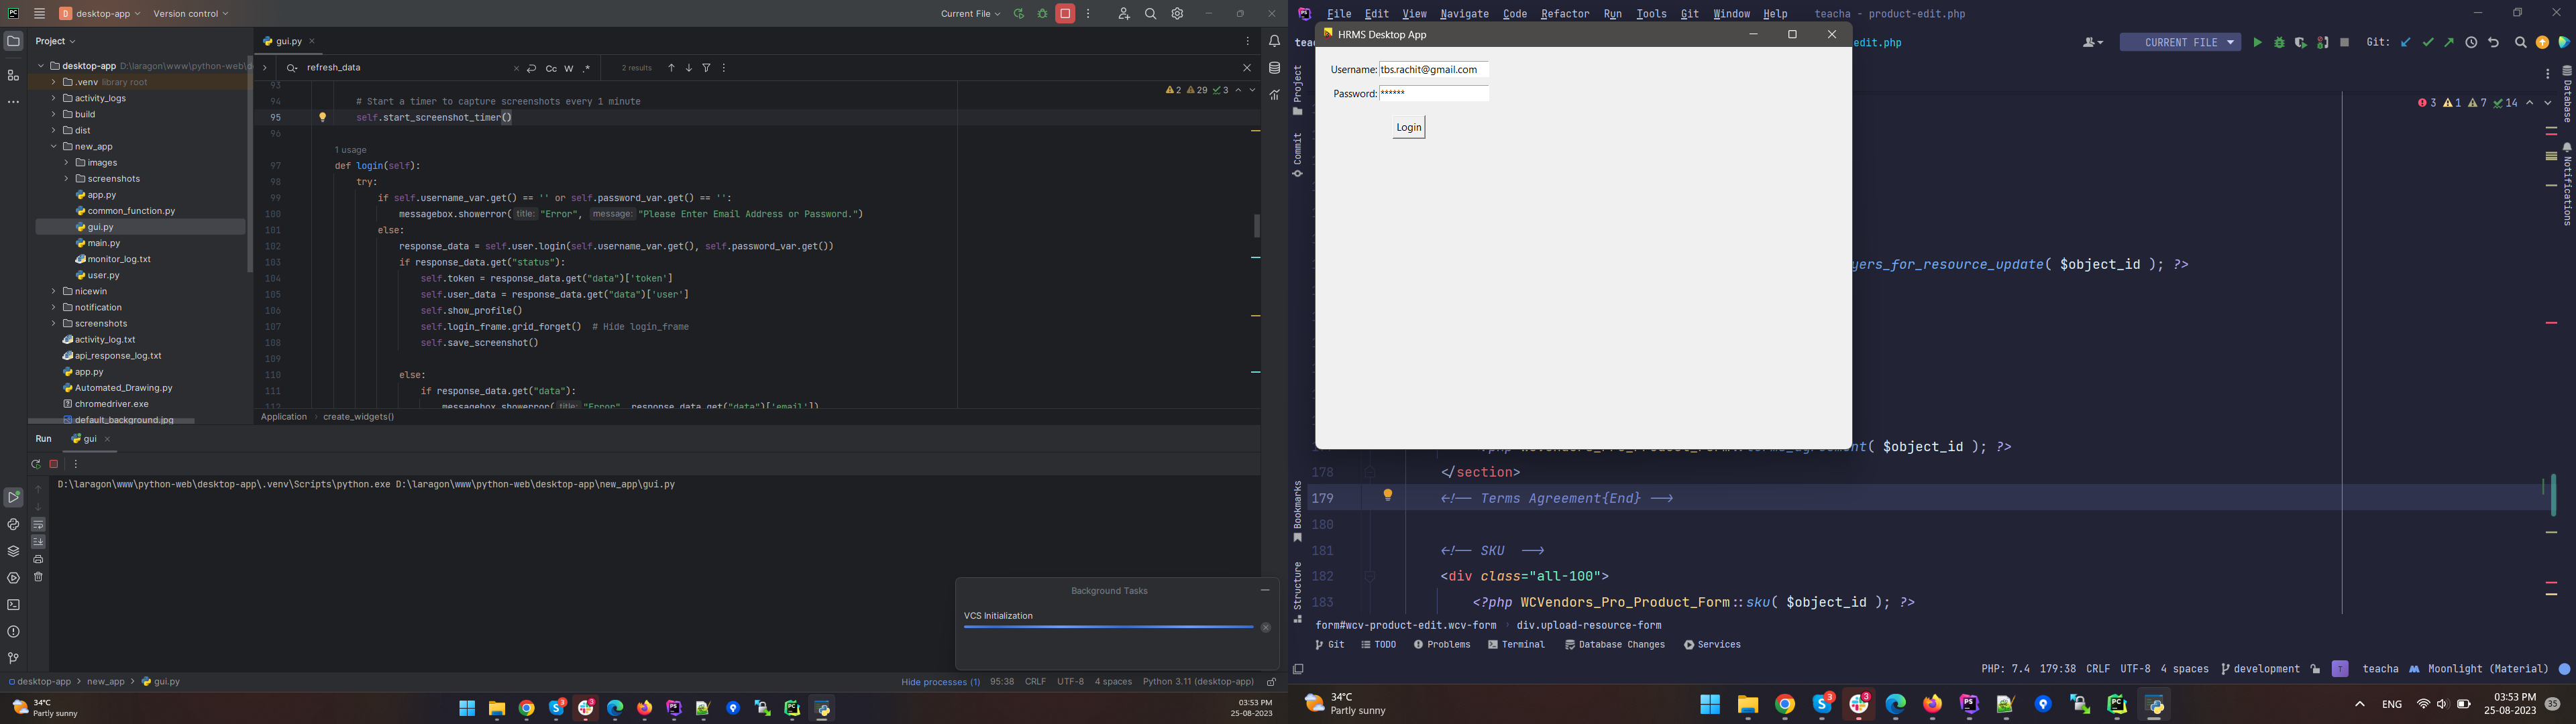 desktop-app
Version control
Current File
Project
gui.py
refresh_data
Cc W .*
2 results
desktop-app D:\laragon\www\python-web\d
.venv library root
activity_logs
build
dist
new_app
images
screenshots
app.py
common_function.py
gui.py
main.py
monitor_log.txt
user.py
nicewin
notification
screenshots
activity_log.txt
api_response_log.txt
app.py
Automated_Drawing.py
chromedriver.exe
default_background.jpg
2 29 3
93
94 # Start a timer to capture screenshots every 1 minute
95 self.start_screenshot_timer()
96
1 usage
97 def login(self):
98 try:
99 if self.username_var.get() == '' or self.password_var.get() == '':
100 messagebox.showerror( title: "Error", message: "Please Enter Email Address or Password.")
101 else:
102 response_data = self.user.login(self.username_var.get(), self.password_var.get())
103 if response_data.get("status"):
104 self.token = response_data.get("data")['token']
105 self.user_data = response_data.get("data")['user']
106 self.show_profile()
107 self.login_frame.grid_forget() # Hide login_frame
108 self.save_screenshot()
109
110 else:
111 if response_data.get("data"):
112 messagebox.showerror( title: "Error", response_data.get("data")['email'])
Application create_widgets()
Run gui
D:\laragon\www\python-web\desktop-app\.venv\Scripts\python.exe D:\laragon\www\python-web\desktop-app\new_app\gui.py
Background Tasks
VCS Initialization
desktop-app > new_app > gui.py
Hide processes (1) 95:38 CRLF UTF-8 4 spaces Python 3.11 (desktop-app)
34°C
Partly sunny
03:53 PM
25-08-2023
File Edit View Navigate Code Refactor Run Tools Git Window Help teacha - product-edit.php
edit.php
CURRENT FILE
Git:
HRMS Desktop App
Username: tbs.rachit@gmail.com
Password: ******
Login
Project
Commit
Bookmarks
Structure
Database
Notifications
3 1 7 14
yers_for_resource_update( $object_id ); ?>
( $object_id ); ?>
178 </section>
179 <!-- Terms Agreement{End} -->
180
181 <!-- SKU -->
182 <div class="all-100">
183 <?php WCVendors_Pro_Product_Form::sku( $object_id ); ?>
form#wcv-product-edit.wcv-form div.upload-resource-form
Git TODO Problems Terminal Database Changes Services
PHP: 7.4 179:38 CRLF UTF-8 4 spaces development T teacha Moonlight (Material)
34°C
Partly sunny
ENG
03:53 PM
25-08-2023
35